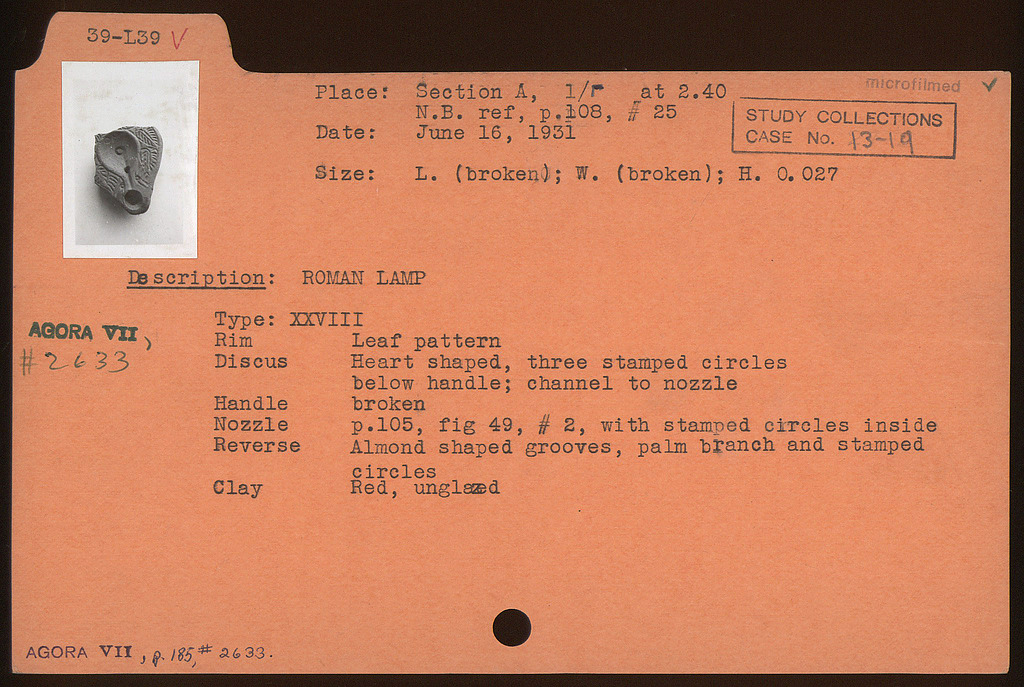 39-L39 V
microfilmed ✓
Place: Section A, 1/Γ at 2.40
N.B. ref, p.108, # 25
Date: June 16, 1931
STUDY COLLECTIONS
CASE No. 13-19
Size: L. (broken); W. (broken); H. 0.027
Description: ROMAN LAMP
AGORA VII,
#2633
Type: XXVIII
Rim Leaf pattern
Discus Heart shaped, three stamped circles
below handle; channel to nozzle
Handle broken
Nozzle p.105, fig 49, # 2, with stamped circles inside
Reverse Almond shaped grooves, palm branch and stamped
circles
Clay Red, unglazed
AGORA VII, p. 185, # 2633.